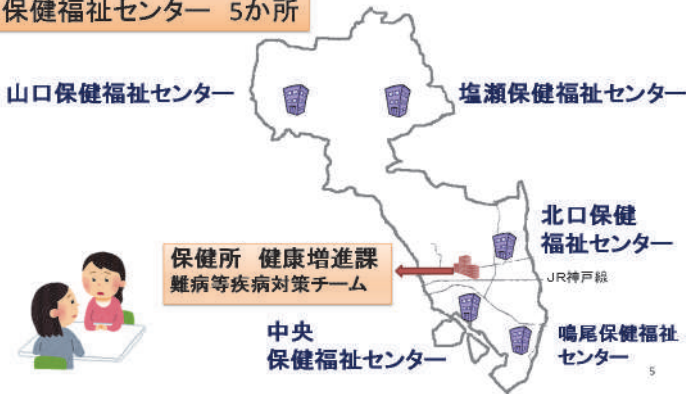 保健福祉センター 5か所
山口保健福祉センター
塩瀬保健福祉センター
北口保健
福祉センター
保健所 健康増進課
難病等疾病対策チーム
JR神戸線
中央
保健福祉センター
鳴尾保健福祉
センター
5